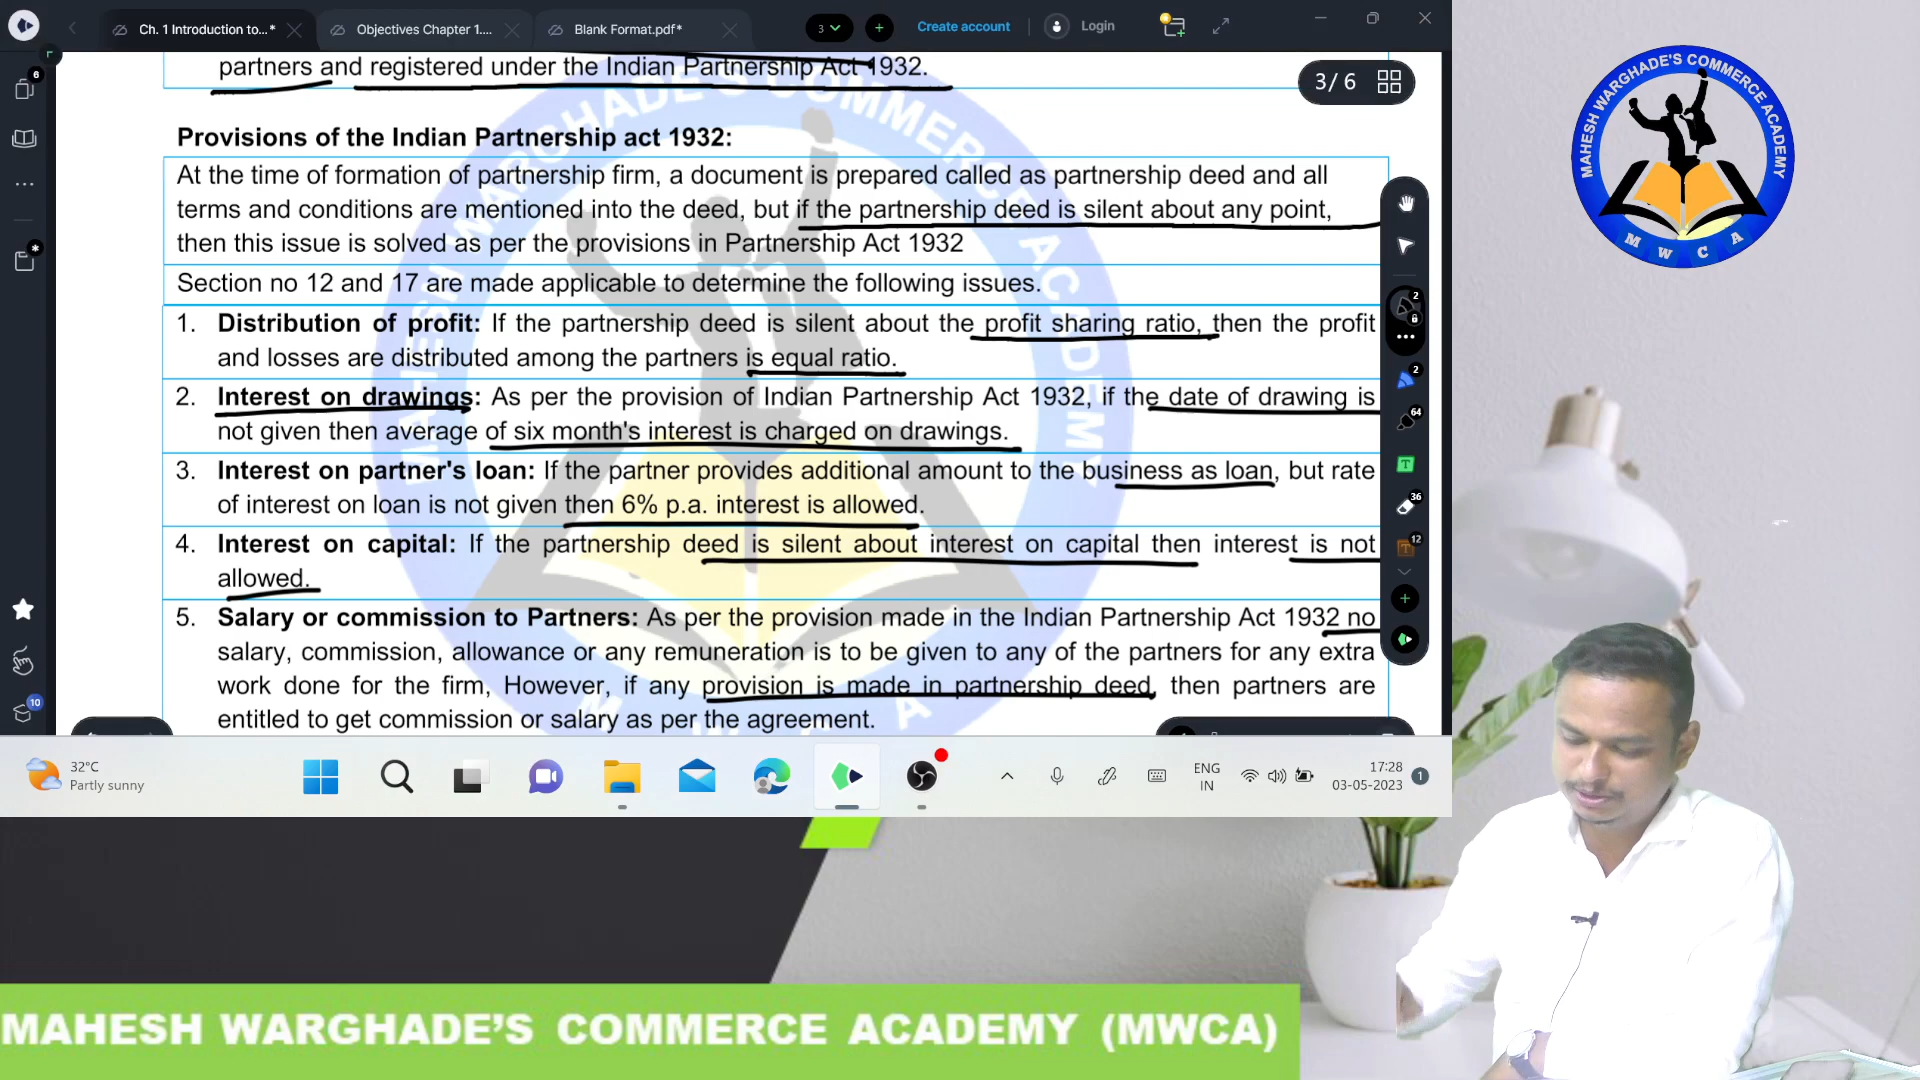 Ch. 1 Introduction to...*
Objectives Chapter 1....
Blank Format.pdf*
3
Create account
Login
6
partners and registered under the Indian Partnership Act 1932.
3/ 6
Provisions of the Indian Partnership act 1932:
At the time of formation of partnership firm, a document is prepared called as partnership deed and all
terms and conditions are mentioned into the deed, but if the partnership deed is silent about any point,
then this issue is solved as per the provisions in Partnership Act 1932
Section no 12 and 17 are made applicable to determine the following issues.
1. Distribution of profit: If the partnership deed is silent about the profit sharing ratio, then the profit
and losses are distributed among the partners is equal ratio.
2. Interest on drawings: As per the provision of Indian Partnership Act 1932, if the date of drawing is
not given then average of six month's interest is charged on drawings.
3. Interest on partner's loan: If the partner provides additional amount to the business as loan, but rate
of interest on loan is not given then 6% p.a. interest is allowed.
4. Interest on capital: If the partnership deed is silent about interest on capital then interest is not
allowed.
5. Salary or commission to Partners: As per the provision made in the Indian Partnership Act 1932 no
salary, commission, allowance or any remuneration is to be given to any of the partners for any extra
work done for the firm, However, if any provision is made in partnership deed, then partners are
entitled to get commission or salary as per the agreement.
2
2
64
T
36
T 12
10
MAHESH WARGHADE'S COMMERCE ACADEMY
M W C A
MAHESH WARGHADE'S COMMERCE ACADEMY
M W C A
32°C
Partly sunny
ENG
IN
17:28
03-05-2023
1
MAHESH WARGHADE'S COMMERCE ACADEMY (MWCA)